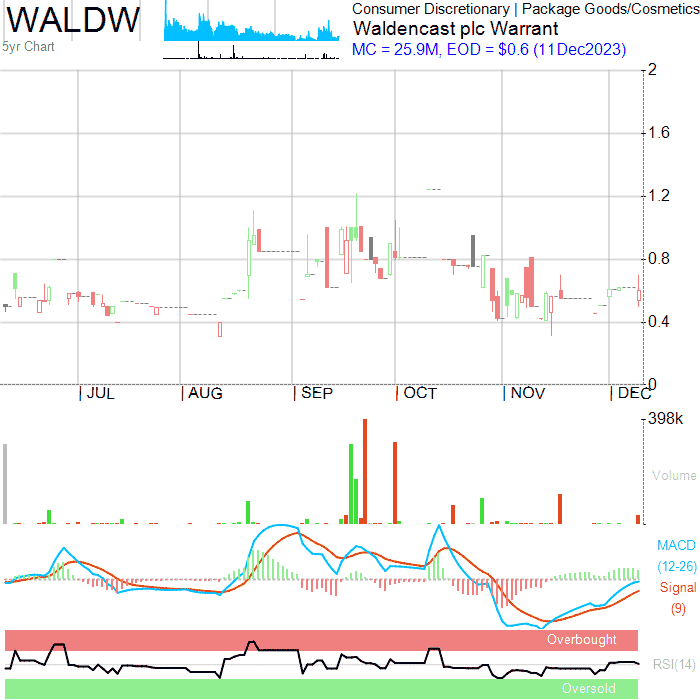 WALDW
5yr Chart
Consumer Discretionary | Package Goods/Cosmetics
Waldencast plc Warrant
MC = 25.9M, EOD = $0.6 (11Dec2023)
2
1.6
1.2
0.8
0.4
0
| JUL | AUG | SEP | OCT | NOV | DEC
398k
Volume
MACD
(12-26)
Signal
(9)
Overbought
RSI(14)
Oversold